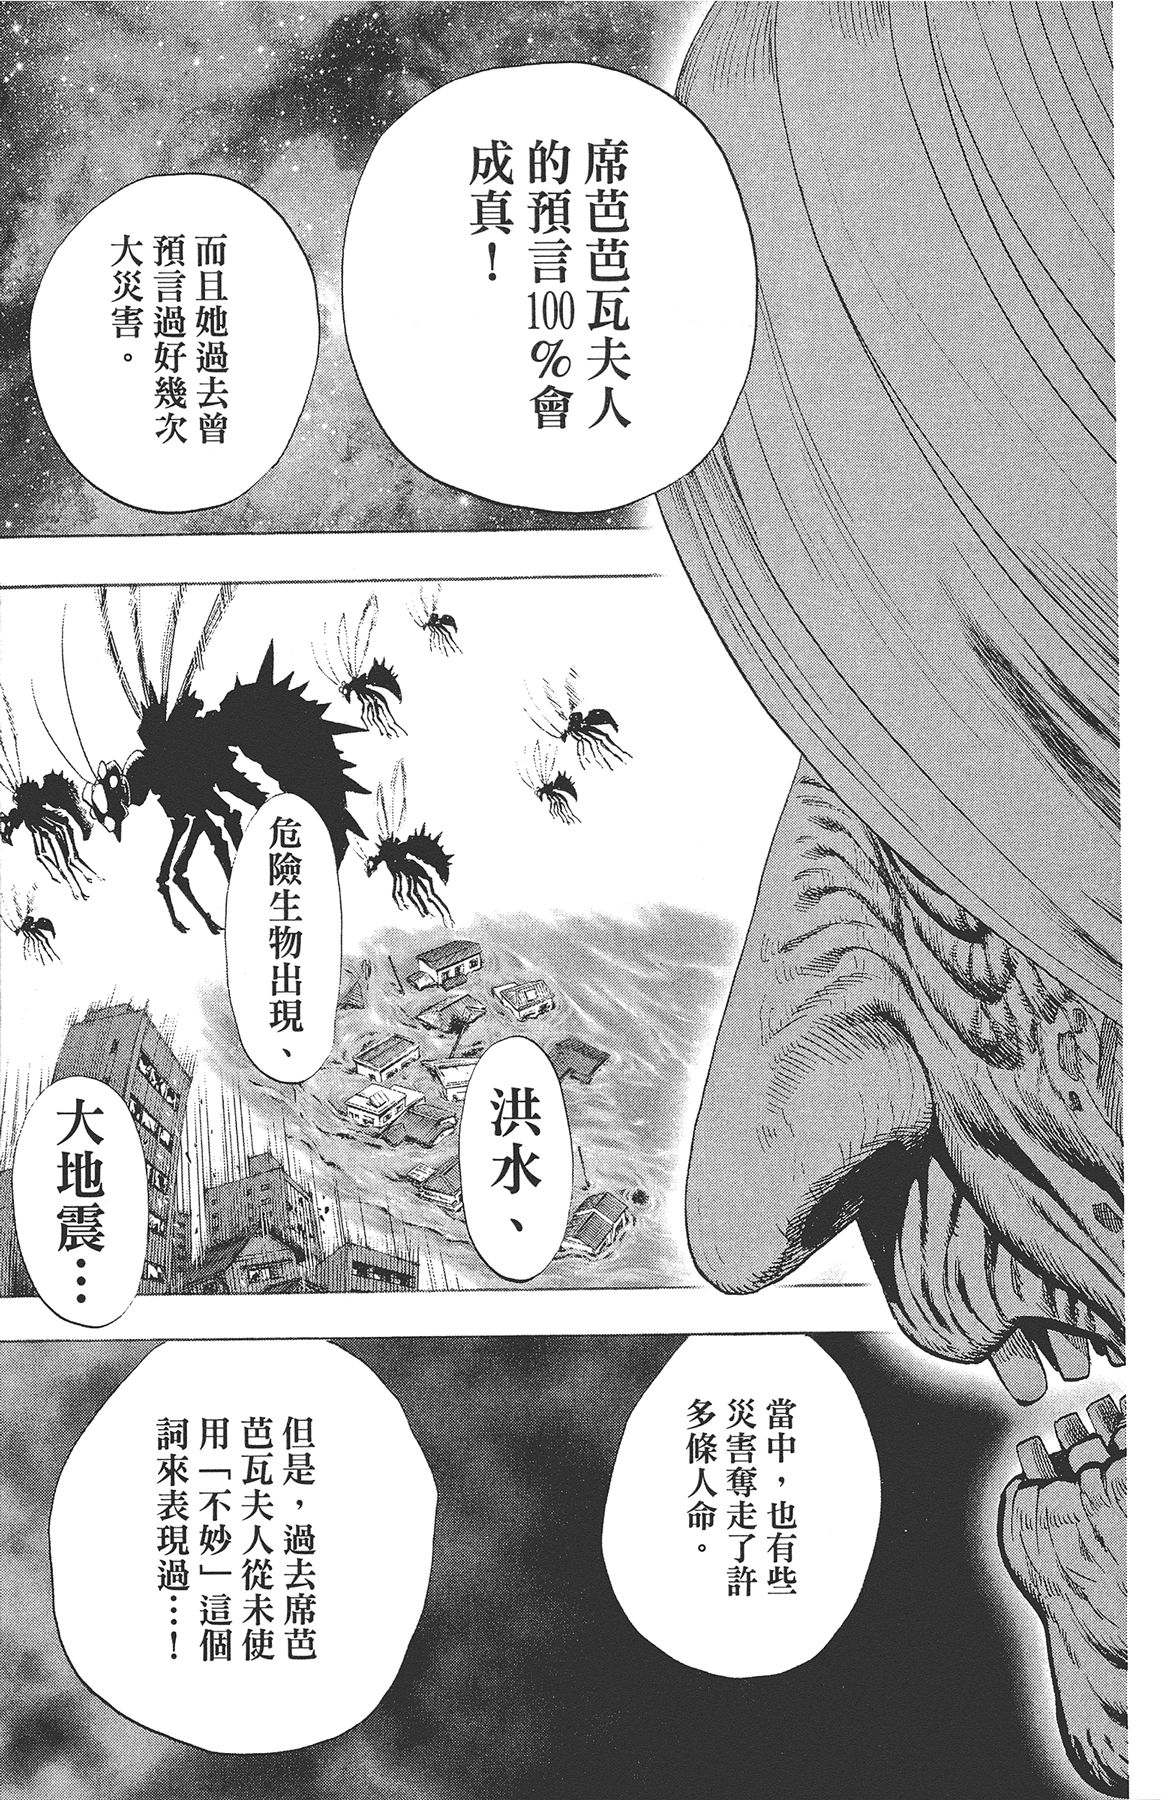 席芭芭瓦夫人
的預言100%會
成真！
而且她過去曾
預言過好幾次
大災害。
洪水、
危險生物出現、
大地震…
當中，也有些
災害奪走了許
多條人命。
但是，過去席芭
芭瓦夫人從未使
用「不妙」這個
詞來表現過…！